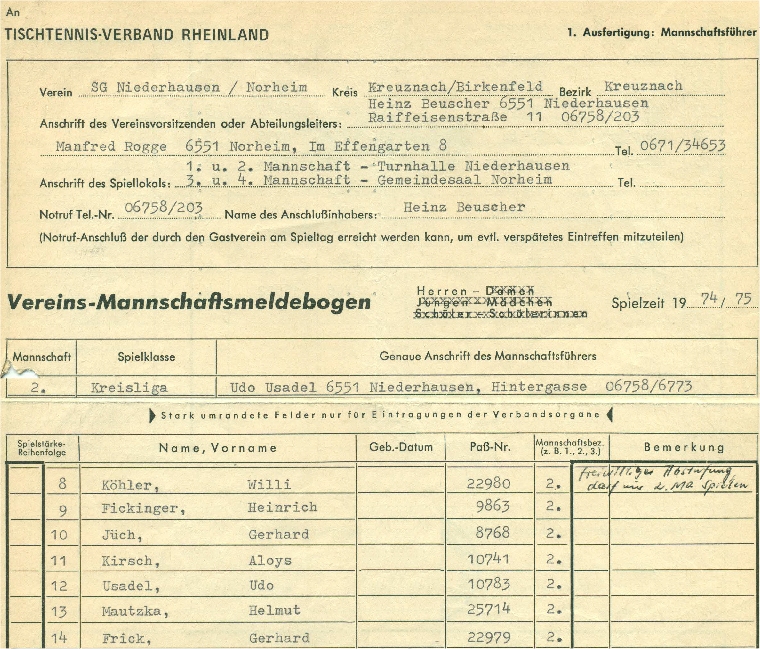 An
TISCHTENNIS-VERBAND RHEINLAND
1. Ausfertigung: Mannschaftsführer
Verein SG Niederhausen / Norheim Kreis Kreuznach/Birkenfeld Bezirk Kreuznach
Heinz Beuscher 6551 Niederhausen
Anschrift des Vereinsvorsitzenden oder Abteilungsleiters: Raiffeisenstraße 11 06758/203
Manfred Rogge 6551 Norheim, Im Effengarten 8 Tel. 0671/34653
1. u. 2. Mannschaft - Turnhalle Niederhausen
Anschrift des Spiellokals: 3. u. 4. Mannschaft - Gemeindesaal Norheim Tel.
Notruf Tel.-Nr. 06758/203 Name des Anschlußinhabers: Heinz Beuscher
(Notruf-Anschluß der durch den Gastverein am Spieltag erreicht werden kann, um evtl. verspätetes Eintreffen mitzuteilen)
Herren - Damen
Vereins-Mannschaftsmeldebogen Jungen - Mädchen Spielzeit 19 74/75
Schüler - Schülerinnen
Mannschaft Spielklasse Genaue Anschrift des Mannschaftsführers
2. Kreisliga Udo Usadel 6551 Niederhausen, Hintergasse 06758/6773
Stark umrandete Felder nur für Eintragungen der Verbandsorgane
Spielstärke-Reihenfolge Name, Vorname Geb.-Datum Paß-Nr. Mannschaftsbez. (z. B. 1., 2., 3.) Bemerkung
8 Köhler, Willi 22980 2. freiwilliger Abstufung
darf nur 2. MA spielen
9 Fickinger, Heinrich 9863 2.
10 Jüch, Gerhard 8768 2.
11 Kirsch, Aloys 10741 2.
12 Usadel, Udo 10783 2.
13 Mautzka, Helmut 25714 2.
14 Frick, Gerhard 22979 2.